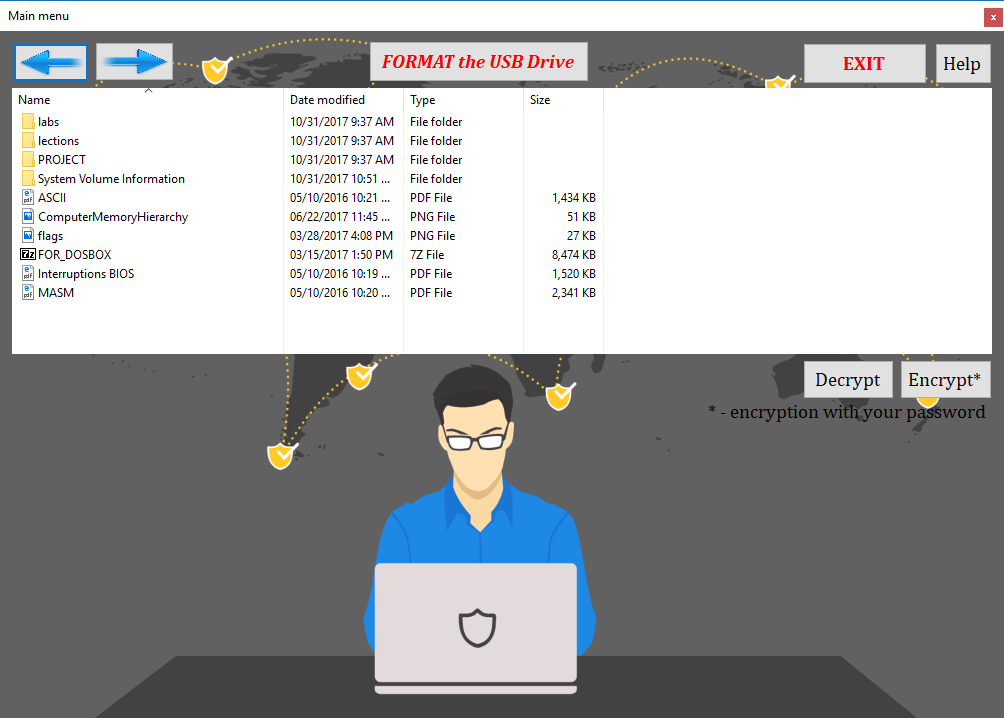 Main menu
x
FORMAT the USB Drive
EXIT
Help
Name Date modified Type Size
labs 10/31/2017 9:37 AM File folder
lections 10/31/2017 9:37 AM File folder
PROJECT 10/31/2017 9:37 AM File folder
System Volume Information 10/31/2017 10:51 ... File folder
ASCII 05/10/2016 10:21 ... PDF File 1,434 KB
ComputerMemoryHierarchy 06/22/2017 11:45 ... PNG File 51 KB
flags 03/28/2017 4:08 PM PNG File 27 KB
FOR_DOSBOX 03/15/2017 1:50 PM 7Z File 8,474 KB
Interruptions BIOS 05/10/2016 10:19 ... PDF File 1,520 KB
MASM 05/10/2016 10:20 ... PDF File 2,341 KB
Decrypt
Encrypt*
* - encryption with your password